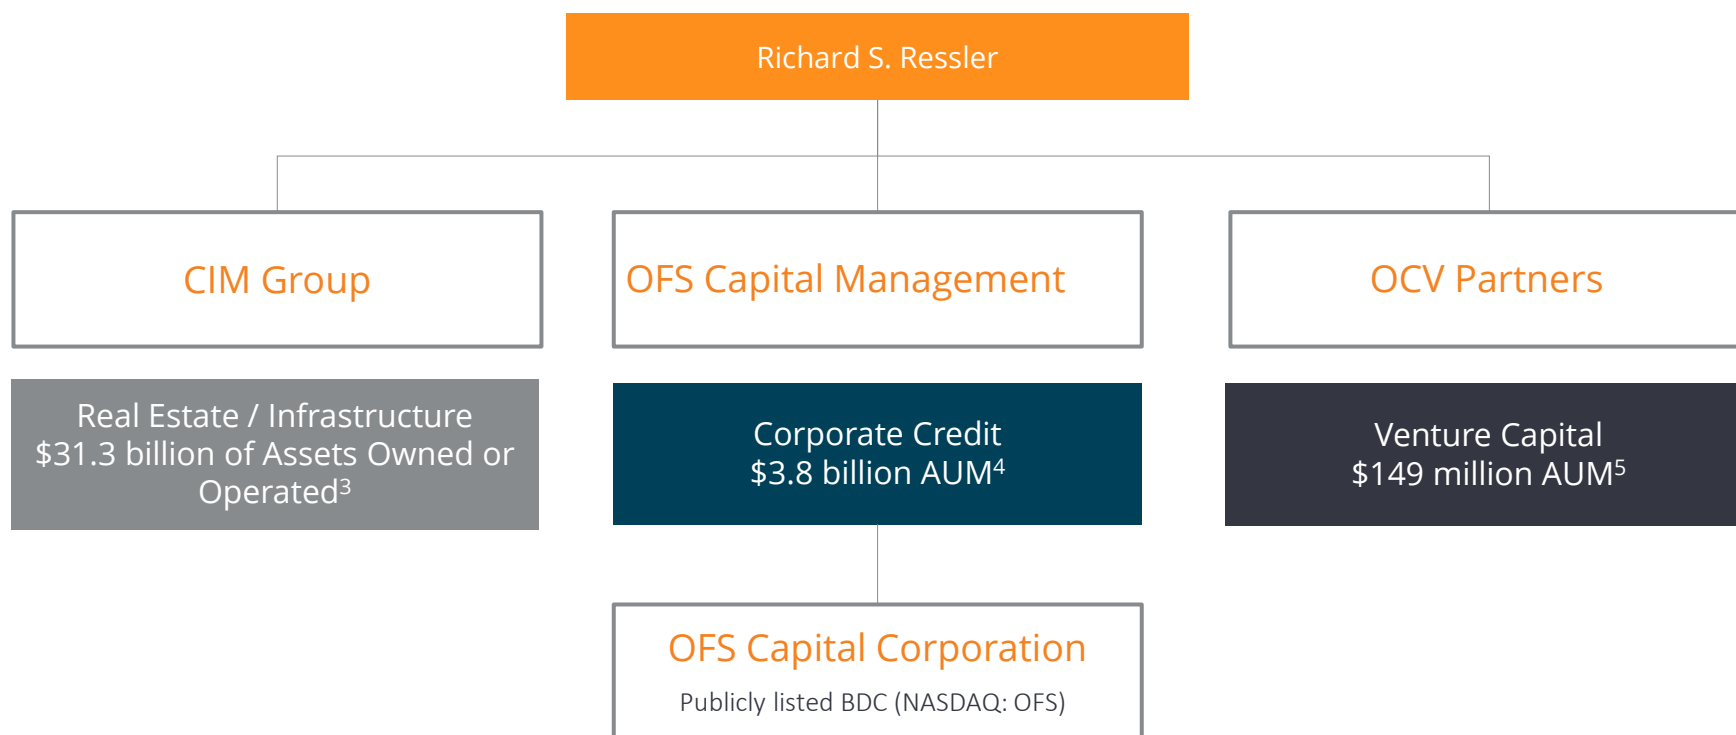 Richard S. Ressler
CIM Group
OFS Capital Management
OCV Partners
Real Estate / Infrastructure
$31.3 billion of Assets Owned or
Operated³
Corporate Credit
$3.8 billion AUM⁴
Venture Capital
$149 million AUM⁵
OFS Capital Corporation
Publicly listed BDC (NASDAQ: OFS)